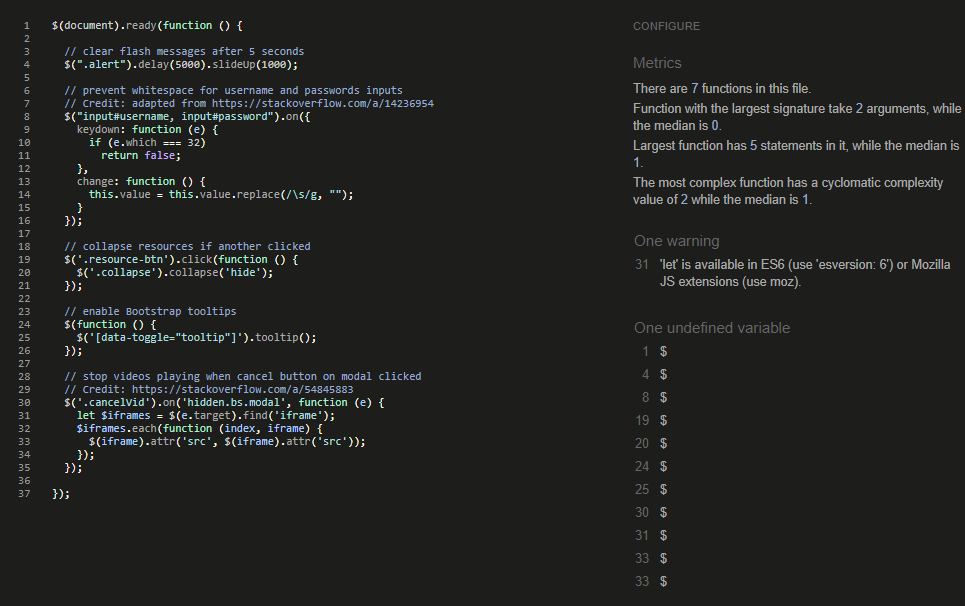 1 $(document).ready(function () {
2
3 // clear flash messages after 5 seconds
4 $(".alert").delay(5000).slideUp(1000);
5
6 // prevent whitespace for username and passwords inputs
7 // Credit: adapted from https://stackoverflow.com/a/14236954
8 $("input#username, input#password").on({
9 keydown: function (e) {
10 if (e.which === 32)
11 return false;
12 },
13 change: function () {
14 this.value = this.value.replace(/\s/g, "");
15 }
16 });
17
18 // collapse resources if another clicked
19 $('.resource-btn').click(function () {
20 $('.collapse').collapse('hide');
21 });
22
23 // enable Bootstrap tooltips
24 $(function () {
25 $('[data-toggle="tooltip"]').tooltip();
26 });
27
28 // stop videos playing when cancel button on modal clicked
29 // Credit: https://stackoverflow.com/a/54845883
30 $('.cancelVid').on('hidden.bs.modal', function (e) {
31 let $iframes = $(e.target).find('iframe');
32 $iframes.each(function (index, iframe) {
33 $(iframe).attr('src', $(iframe).attr('src'));
34 });
35 });
36
37 });
CONFIGURE
Metrics
There are 7 functions in this file.
Function with the largest signature take 2 arguments, while
the median is 0.
Largest function has 5 statements in it, while the median is
1.
The most complex function has a cyclomatic complexity
value of 2 while the median is 1.
One warning
31 'let' is available in ES6 (use 'esversion: 6') or Mozilla
JS extensions (use moz).
One undefined variable
1 $
4 $
8 $
19 $
20 $
24 $
25 $
30 $
31 $
33 $
33 $